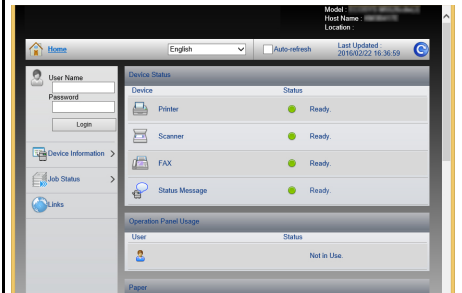 Model :
Host Name :
Location :
Home
English
Auto-refresh
Last Updated :
2016/02/22 16:36:59
User Name
Password
Login
Device Information >
Job Status >
Links
Device Status
Device Status
Printer Ready.
Scanner Ready.
FAX Ready.
Status Message Ready.
Operation Panel Usage
User Status
Not in Use.
Paper